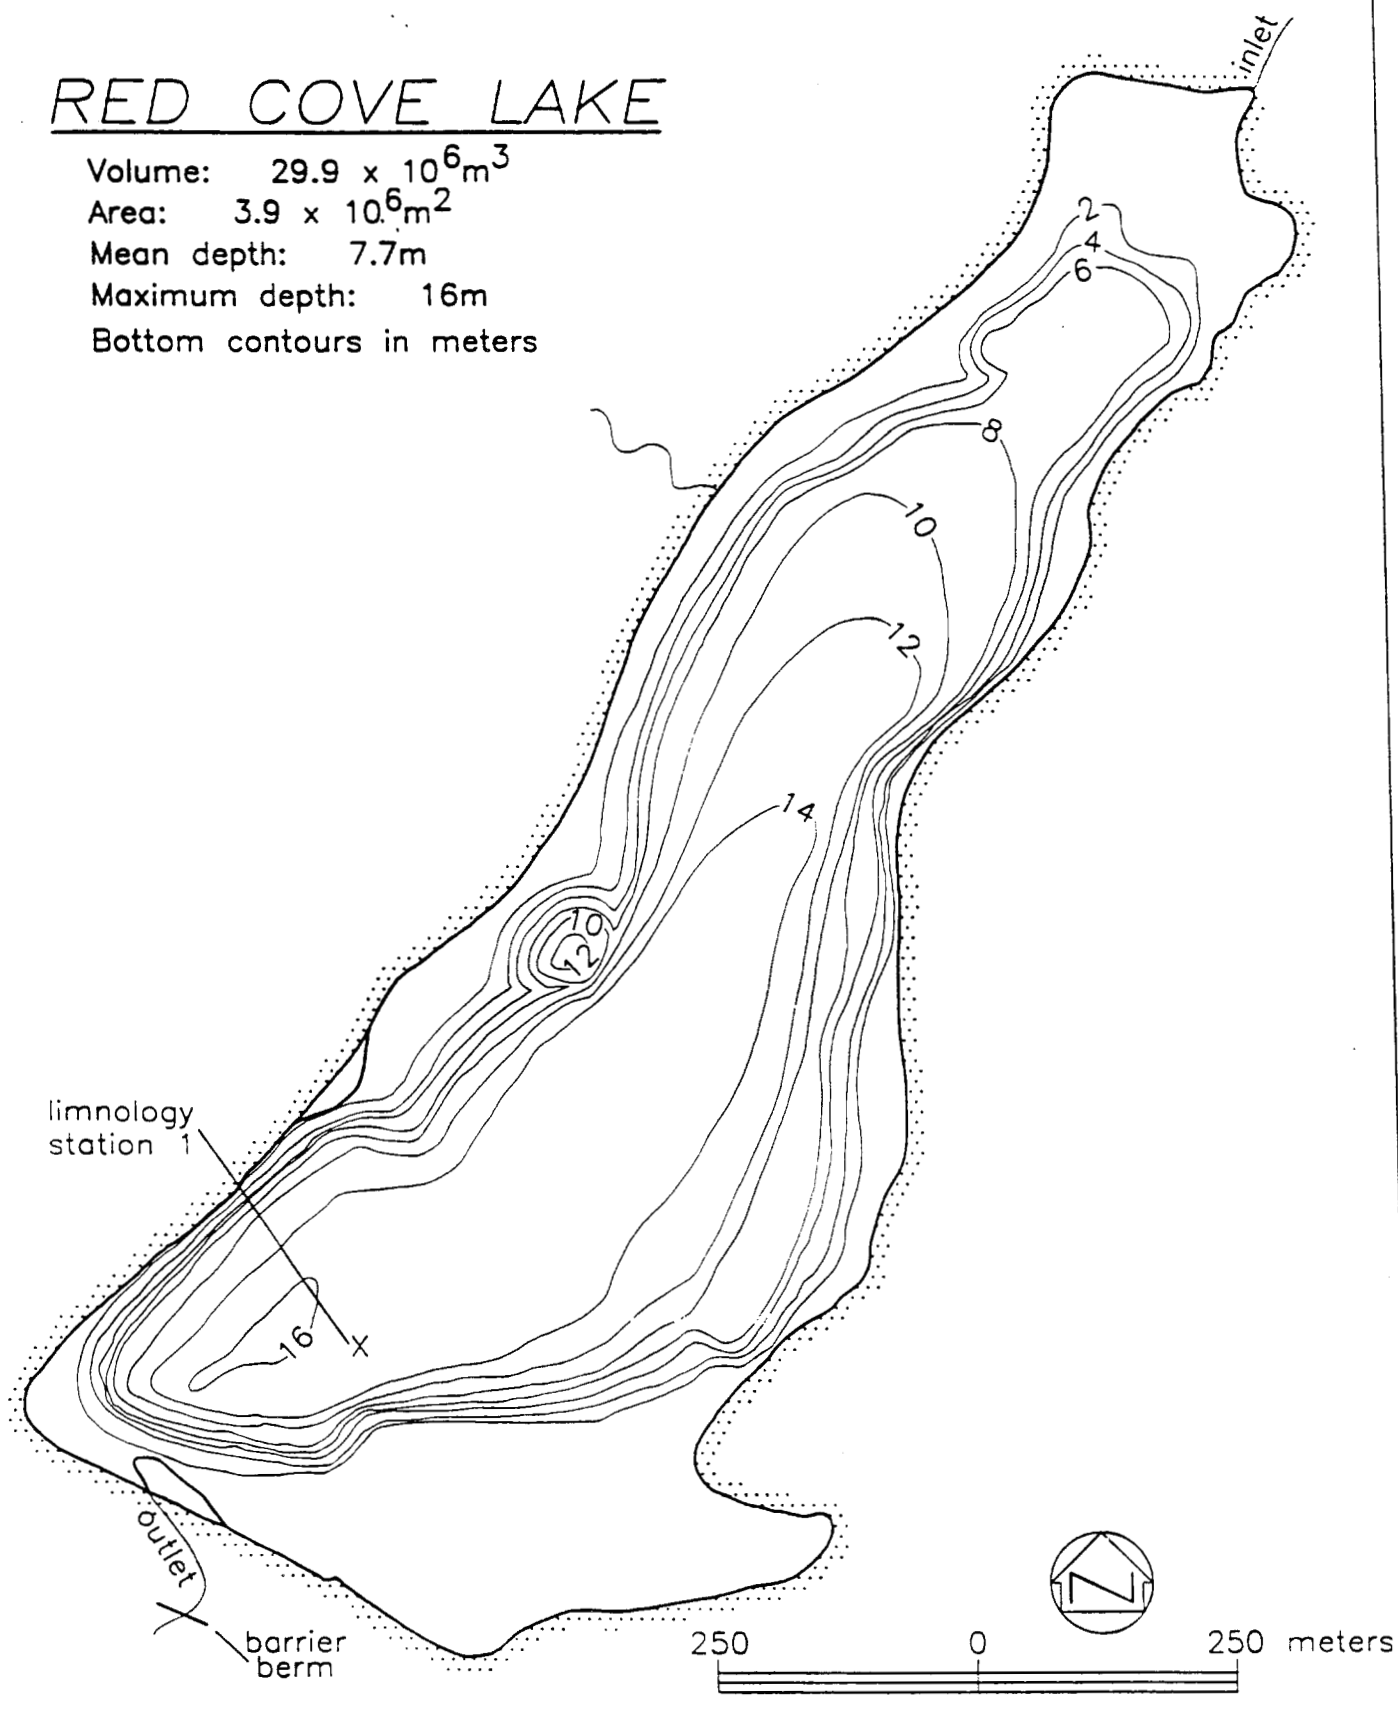 RED COVE LAKE
Volume: 29.9 x 10⁶m³
Area: 3.9 x 10.⁶m²
Mean depth: 7.7m
Maximum depth: 16m
Bottom contours in meters
inlet
2
4
6
8
10
12
14
10
12
limnology
station 1
16
X
outlet
barrier
berm
N
250 0 250 meters